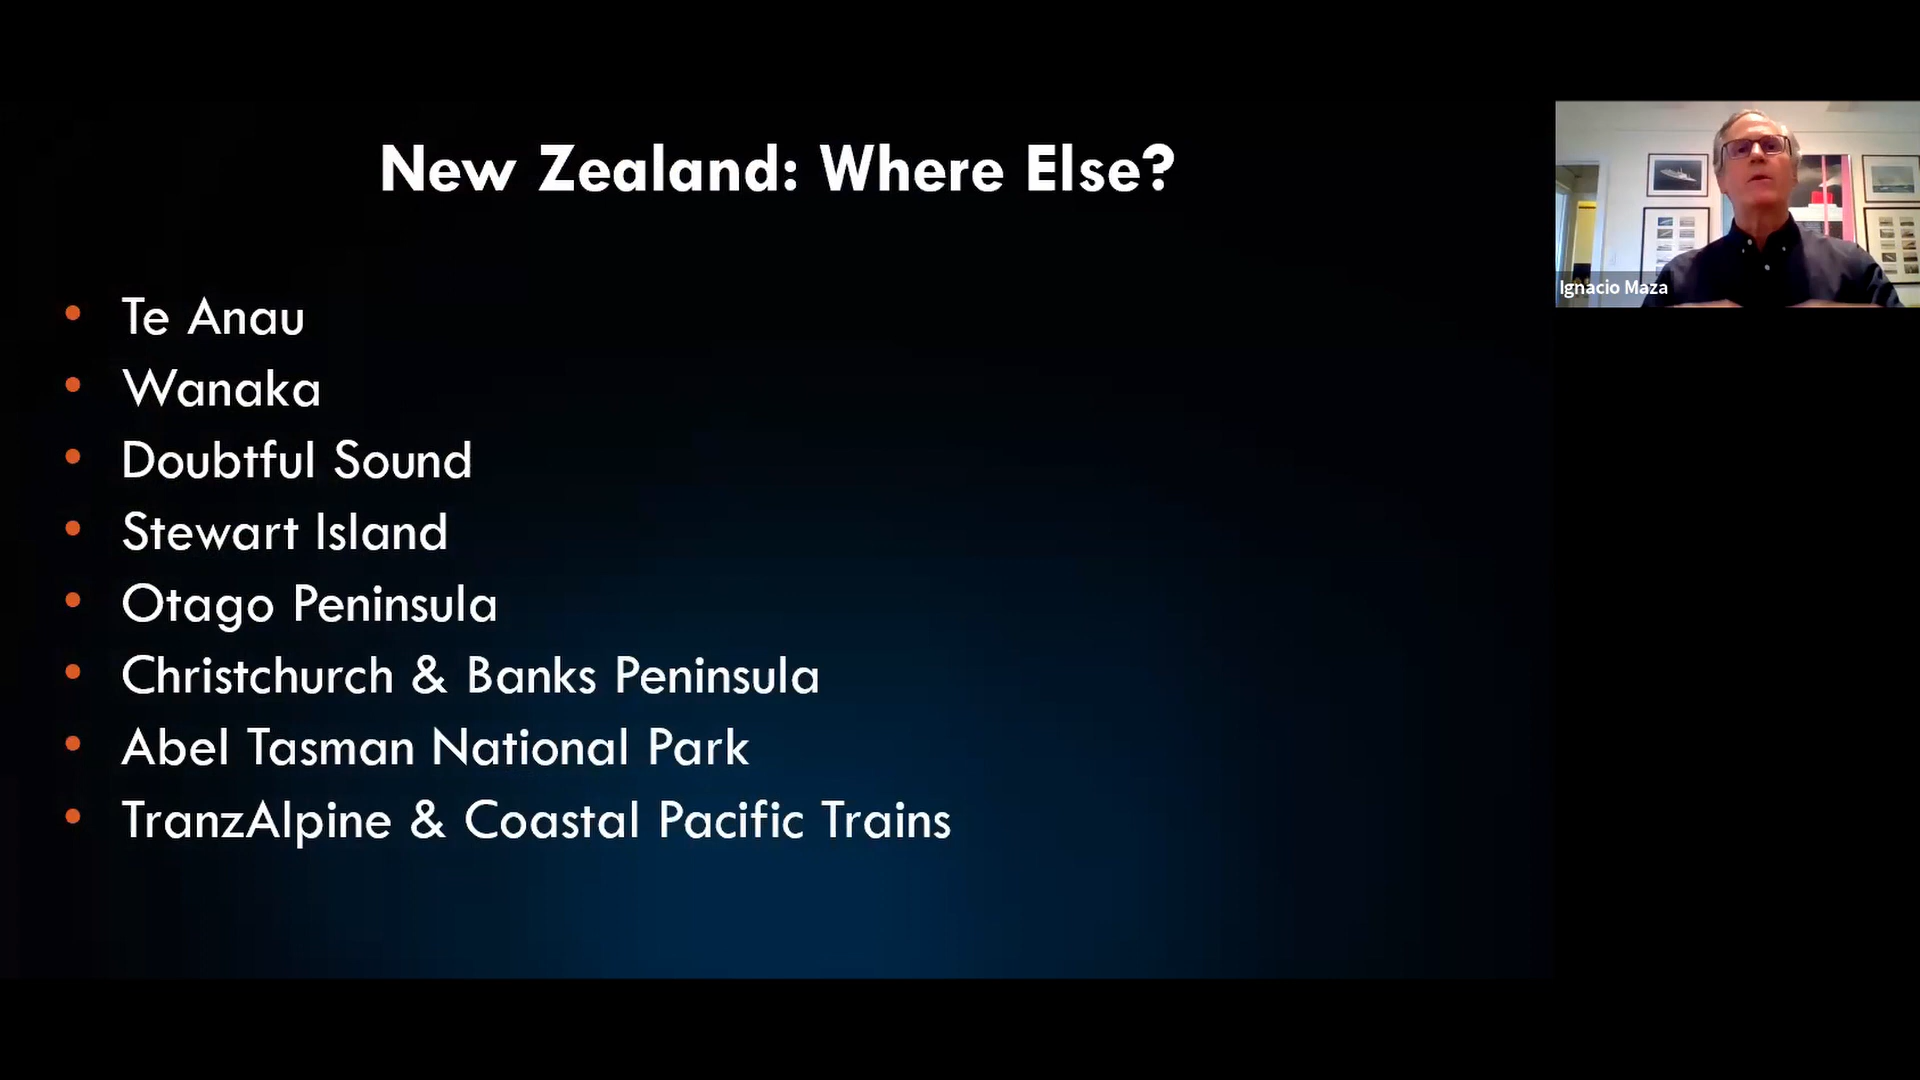 New Zealand: Where Else?
• Te Anau
• Wanaka
• Doubtful Sound
• Stewart Island
• Otago Peninsula
• Christchurch & Banks Peninsula
• Abel Tasman National Park
• TranzAlpine & Coastal Pacific Trains
Ignacio Maza